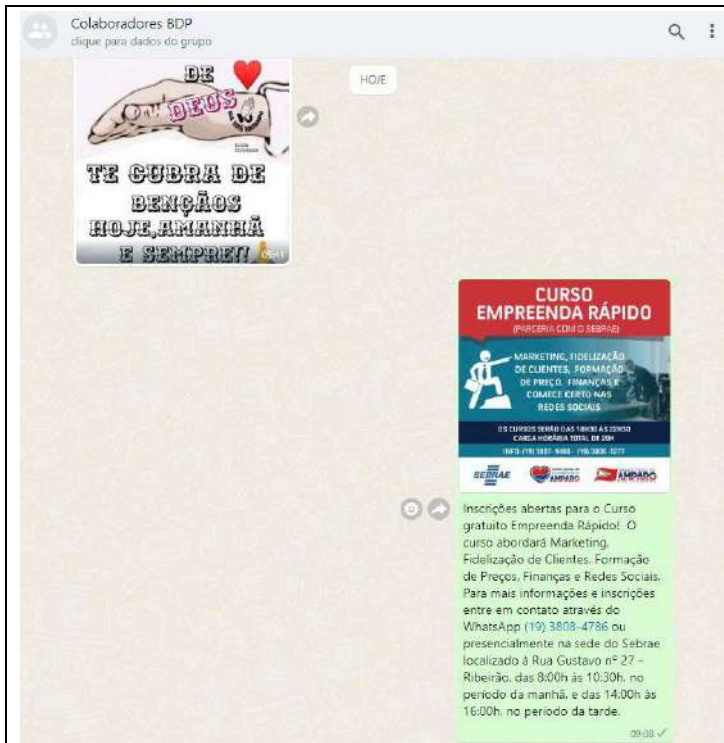 Colaboradores BDP
clique para dados do grupo
HOJE
DE
DEUS
TE CUBRA DE
BENÇÃOS
HOJE,AMANHÃ
E SEMPRE!!
05:41
CURSO
EMPREENDA RÁPIDO
(PARCERIA COM O SEBRAE)
MARKETING, FIDELIZAÇÃO
DE CLIENTES, FORMAÇÃO
DE PREÇO, FINANÇAS E
COMECE CERTO NAS
REDES SOCIAIS
OS CURSOS SERÃO DAS 18H30 ÀS 22H30
CARGA HORÁRIA TOTAL DE 20H
SEBRAE
AMPARO
AMPARO
Inscrições abertas para o Curso
gratuito Empreenda Rápido! O
curso abordará Marketing,
Fidelização de Clientes, Formação
de Preços, Finanças e Redes Sociais.
Para mais informações e inscrições
entre em contato através do
WhatsApp (19) 3808-4786 ou
presencialmente na sede do Sebrae
localizado à Rua Gustavo nº 27 –
Ribeirão, das 8:00h às 10:30h, no
período da manhã, e das 14:00h às
16:00h, no período da tarde.
09:08